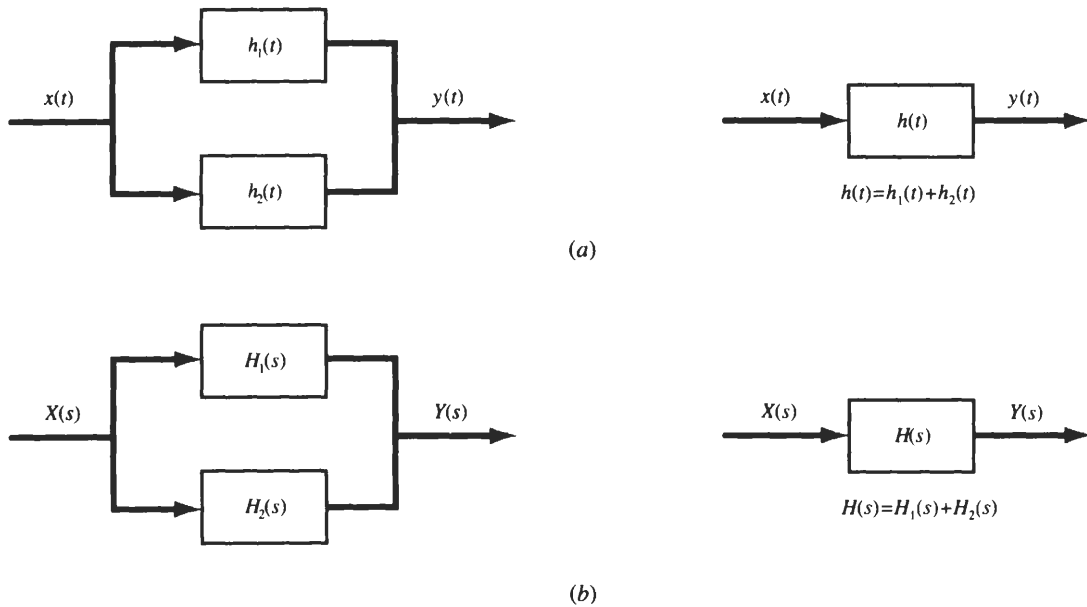 h₁(t)
x(t)
y(t)
h₂(t)
x(t)
h(t)
y(t)
h(t)=h₁(t)+h₂(t)
(a)
H₁(s)
X(s)
Y(s)
H₂(s)
X(s)
H(s)
Y(s)
H(s)=H₁(s)+H₂(s)
(b)